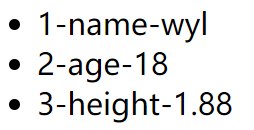 • 1-name-wyl
• 2-age-18
• 3-height-1.88